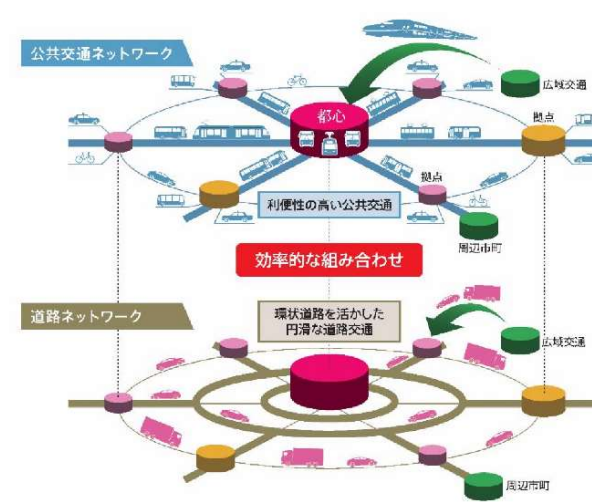 公共交通ネットワーク
都心
広域交通
拠点
拠点
利便性の高い公共交通
周辺市町
効率的な組み合わせ
道路ネットワーク
環状道路を活かした
円滑な道路交通
広域交通
周辺市町